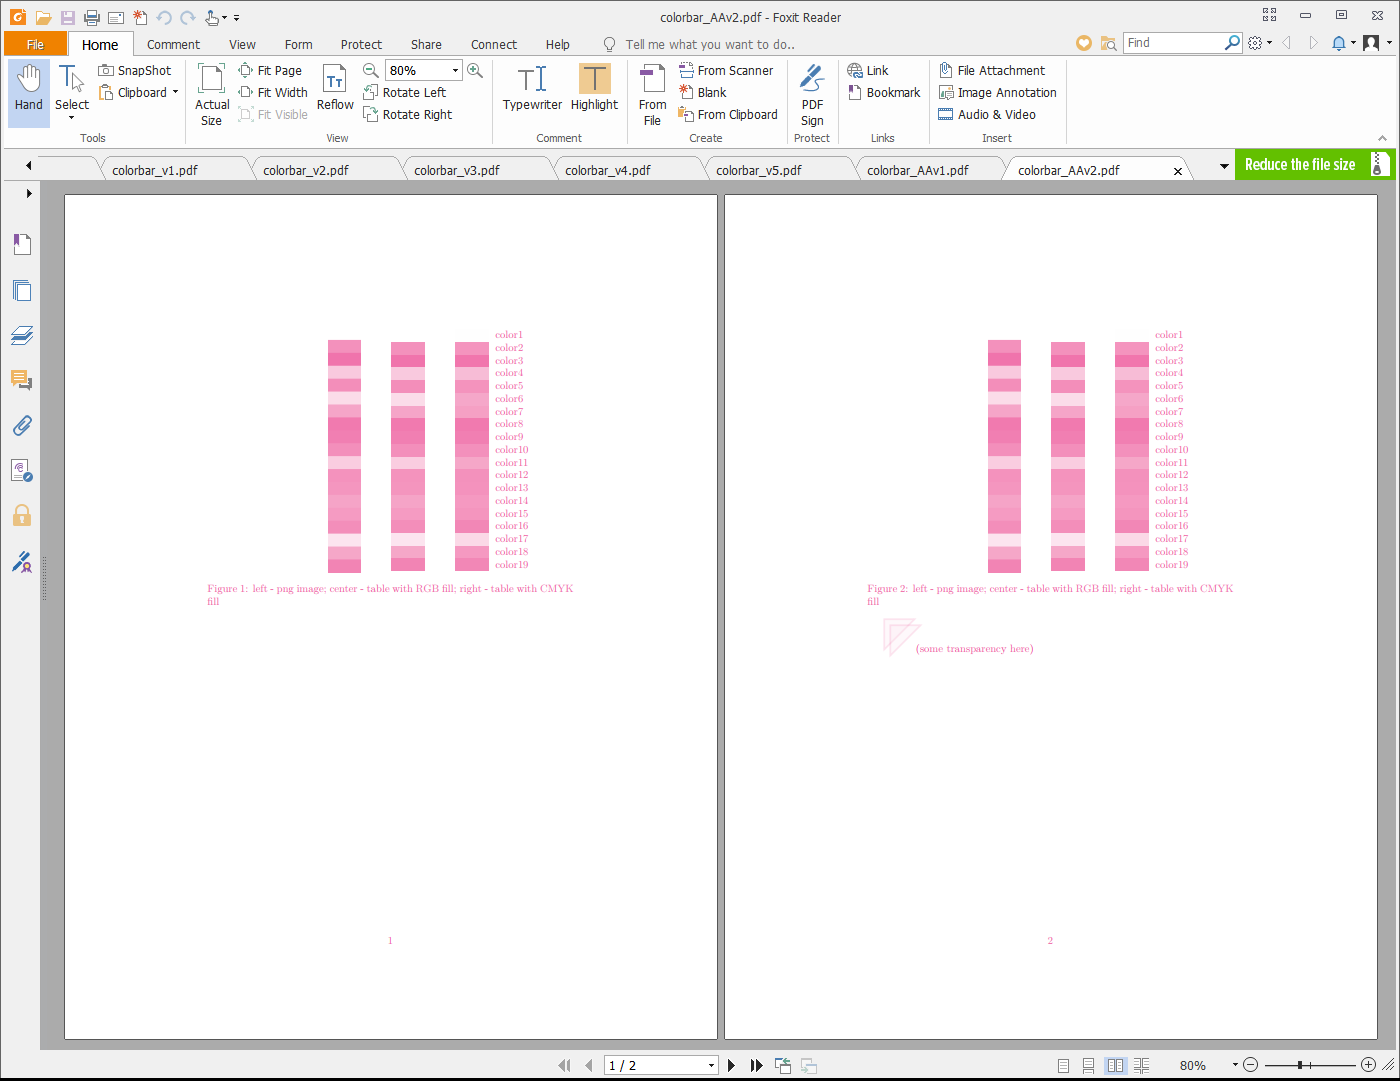 colorbar_AAv2.pdf - Foxit Reader
File Home Comment View Form Protect Share Connect Help Tell me what you want to do.. Find
Hand
Select
SnapShot
Clipboard
Tools
Actual Size
Fit Page
Fit Width
Fit Visible
Reflow
80%
Rotate Left
Rotate Right
View
Typewriter
Highlight
Comment
From File
From Scanner
Blank
From Clipboard
Create
PDF Sign
Protect
Link
Bookmark
Links
File Attachment
Image Annotation
Audio & Video
Insert
colorbar_v1.pdf colorbar_v2.pdf colorbar_v3.pdf colorbar_v4.pdf colorbar_v5.pdf colorbar_AAv1.pdf colorbar_AAv2.pdf
Reduce the file size
color1
color2
color3
color4
color5
color6
color7
color8
color9
color10
color11
color12
color13
color14
color15
color16
color17
color18
color19
Figure 1: left - png image; center - table with RGB fill; right - table with CMYK
fill
1
color1
color2
color3
color4
color5
color6
color7
color8
color9
color10
color11
color12
color13
color14
color15
color16
color17
color18
color19
Figure 2: left - png image; center - table with RGB fill; right - table with CMYK
fill
(some transparency here)
2
1 / 2
80%